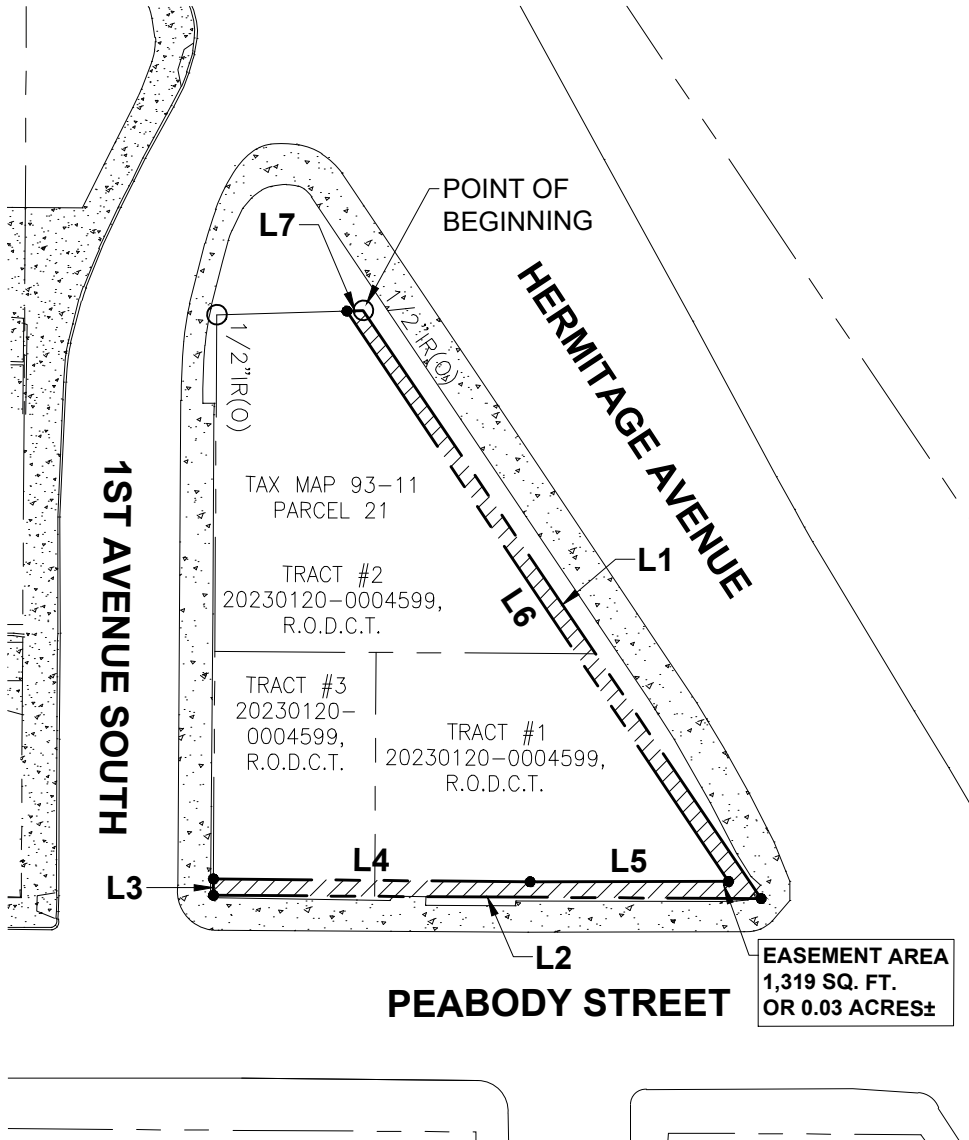 POINT OF
BEGINNING
L7
1/2"IR(O)
1/2"IR(O)
HERMITAGE AVENUE
1ST AVENUE SOUTH
TAX MAP 93-11
PARCEL 21
TRACT #2
20230120-0004599,
R.O.D.C.T.
L1
L6
TRACT #3
20230120-
0004599,
R.O.D.C.T.
TRACT #1
20230120-0004599,
R.O.D.C.T.
L4
L5
L3
L2
EASEMENT AREA
1,319 SQ. FT.
OR 0.03 ACRES±
PEABODY STREET